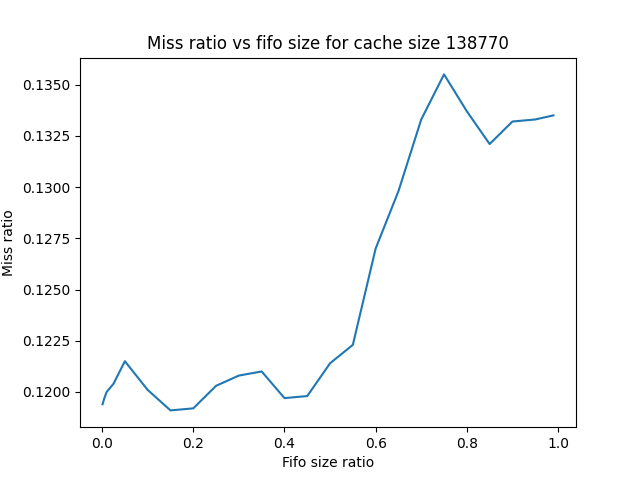 Miss ratio vs fifo size for cache size 138770
0.1350
0.1325
0.1300
0.1275
0.1250
0.1225
0.1200
Miss ratio
0.0 0.2 0.4 0.6 0.8 1.0
Fifo size ratio